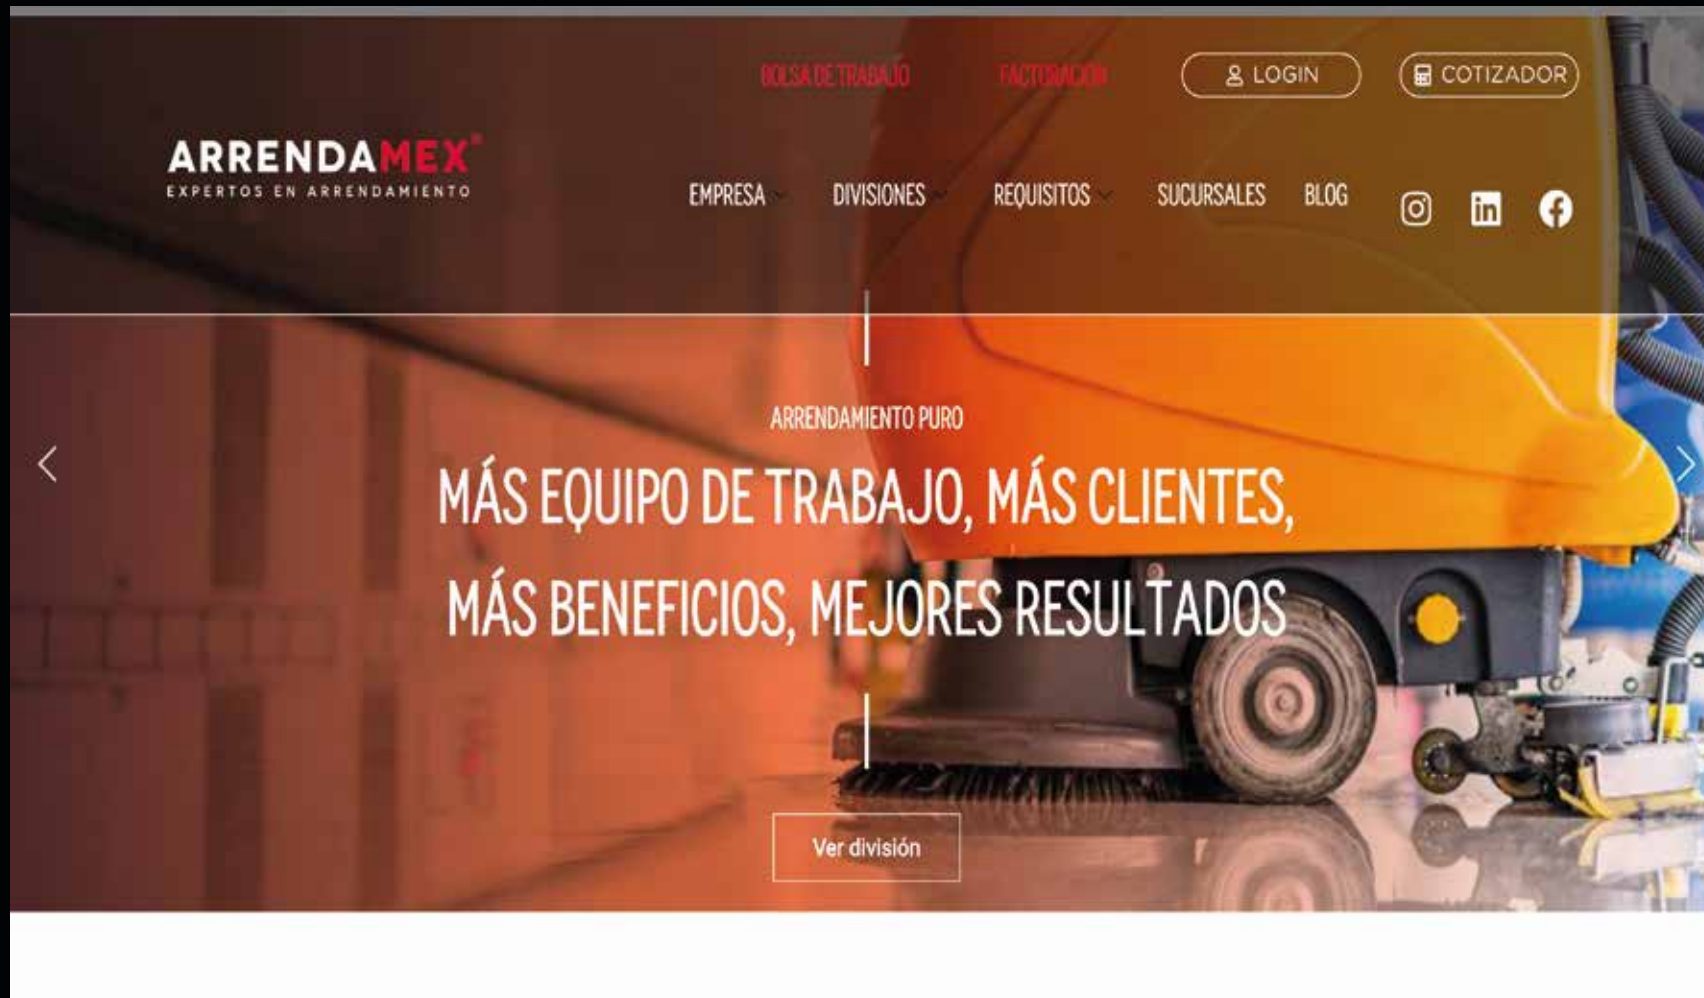 BOLSA DE TRABAJO
FACTURACIÓN
LOGIN
COTIZADOR
ARRENDAMEX®
EXPERTOS EN ARRENDAMIENTO
EMPRESA
DIVISIONES
REQUISITOS
SUCURSALES
BLOG
ARRENDAMIENTO PURO
MÁS EQUIPO DE TRABAJO, MÁS CLIENTES,
MÁS BENEFICIOS, MEJORES RESULTADOS
Ver división